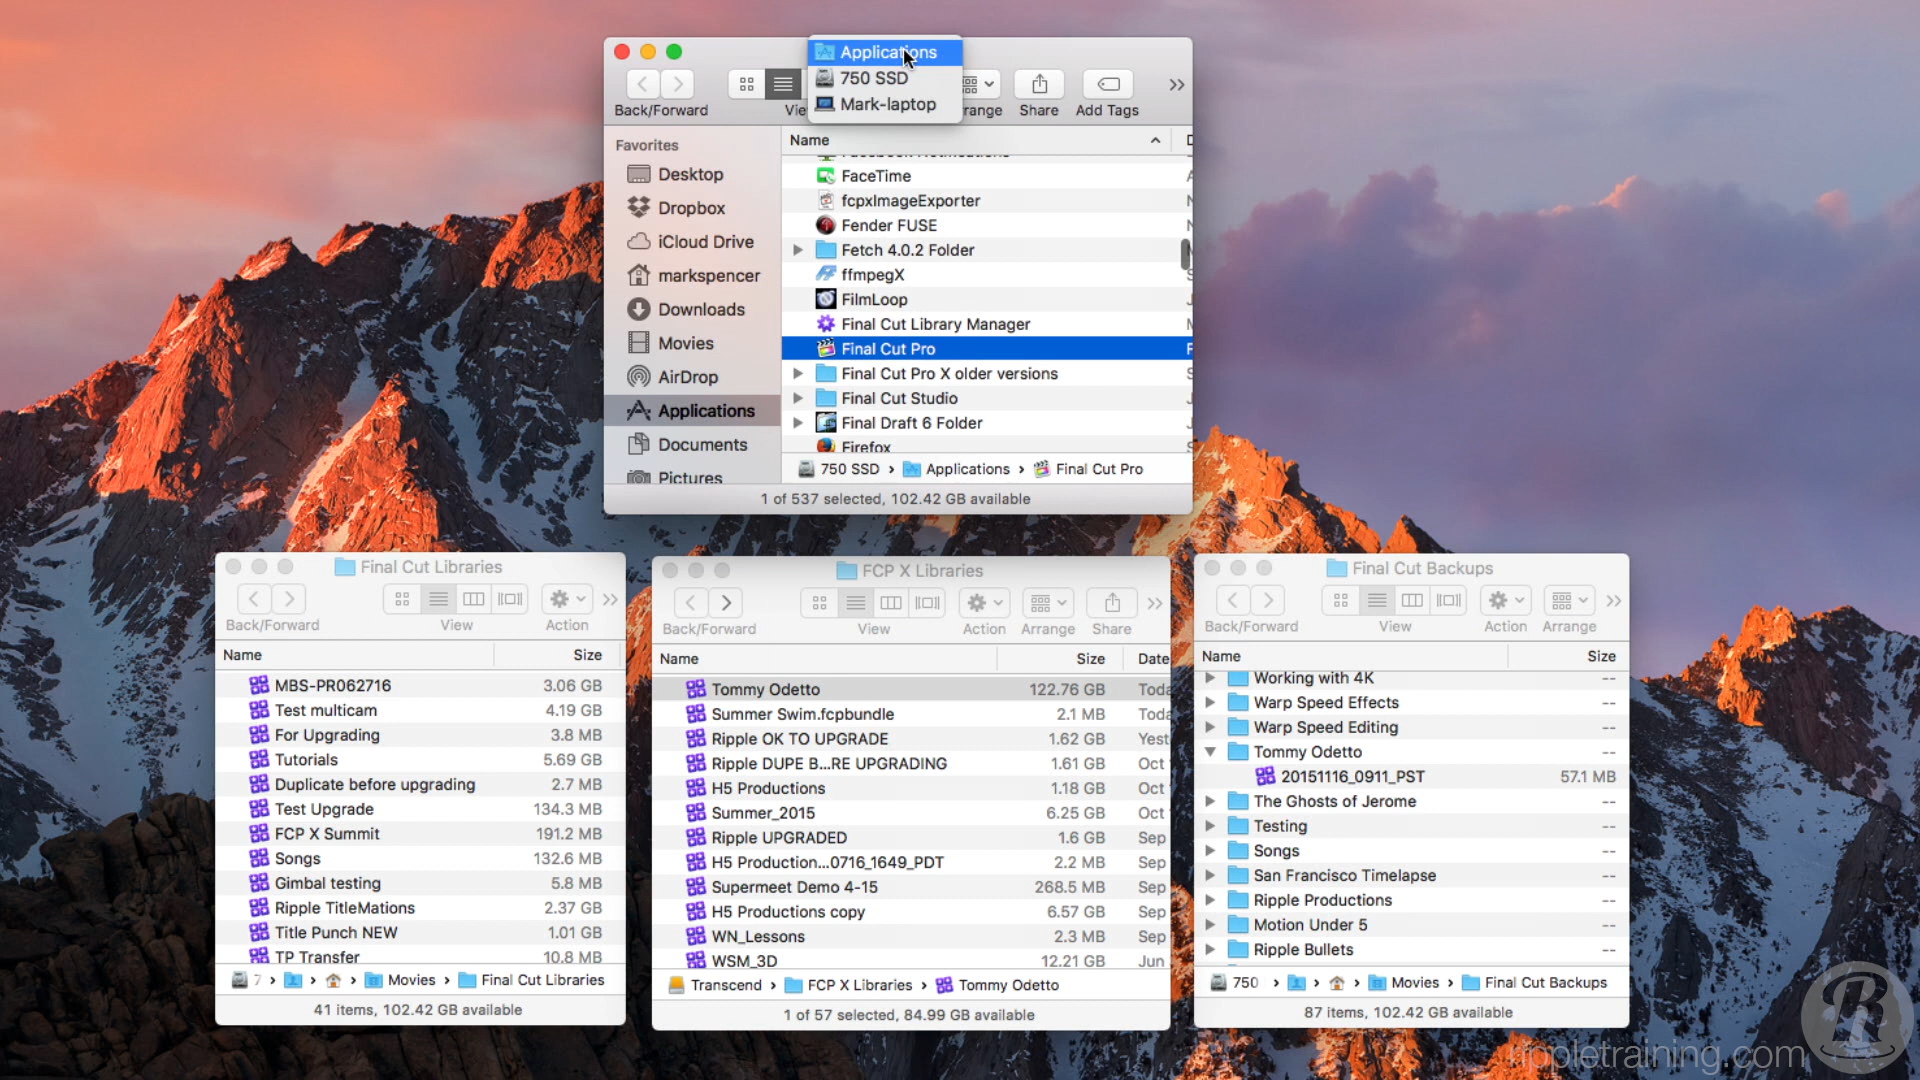 Applications
750 SSD
Mark-laptop
Back/Forward
Share
Add Tags
Favorites
Desktop
Dropbox
iCloud Drive
markspencer
Downloads
Movies
AirDrop
Applications
Documents
Pictures
Name
FaceTime
fcpxImageExporter
Fender FUSE
Fetch 4.0.2 Folder
ffmpegX
FilmLoop
Final Cut Library Manager
Final Cut Pro
Final Cut Pro X older versions
Final Cut Studio
Final Draft 6 Folder
Firefox
750 SSD › Applications › Final Cut Pro
1 of 537 selected, 102.42 GB available
Final Cut Libraries
Back/Forward View Action
Name Size
MBS-PR062716 3.06 GB
Test multicam 4.19 GB
For Upgrading 3.8 MB
Tutorials 5.69 GB
Duplicate before upgrading 2.7 MB
Test Upgrade 134.3 MB
FCP X Summit 191.2 MB
Songs 132.6 MB
Gimbal testing 5.8 MB
Ripple TitleMations 2.37 GB
Title Punch NEW 1.01 GB
TP Transfer 10.8 MB
7 › › › Movies › Final Cut Libraries
41 items, 102.42 GB available
FCP X Libraries
Back/Forward View Action Arrange Share
Name Size Date
Tommy Odetto 122.76 GB Toda
Summer Swim.fcpbundle 2.1 MB Toda
Ripple OK TO UPGRADE 1.62 GB Yest
Ripple DUPE B...RE UPGRADING 1.61 GB Oct
H5 Productions 1.18 GB Oct
Summer_2015 6.25 GB Oct
Ripple UPGRADED 1.6 GB Sep
H5 Production...0716_1649_PDT 2.2 MB Sep
Supermeet Demo 4-15 268.5 MB Sep
H5 Productions copy 6.57 GB Sep
WN_Lessons 2.3 MB Sep
WSM_3D 12.21 GB Jun
Transcend › FCP X Libraries › Tommy Odetto
1 of 57 selected, 84.99 GB available
Final Cut Backups
Back/Forward View Action Arrange
Name Size
Working with 4K --
Warp Speed Effects --
Warp Speed Editing --
Tommy Odetto --
20151116_0911_PST 57.1 MB
The Ghosts of Jerome --
Testing --
Songs --
San Francisco Timelapse --
Ripple Productions --
Motion Under 5 --
Ripple Bullets --
750 › › › Movies › Final Cut Backups
87 items, 102.42 GB available
rippletraining.com